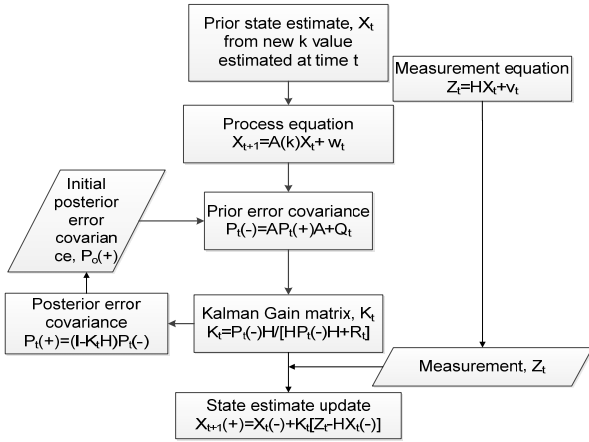 Prior state estimate, Xt
from new k value
estimated at time t
Measurement equation
Zt=HXt+vt
Process equation
Xt+1=A(k)Xt+ wt
Initial
posterior
error
covarian
ce, Po(+)
Prior error covariance
Pt(-)=APt(+)A+Qt
Posterior error
covariance
Pt(+)=(I-KtH)Pt(-)
Kalman Gain matrix, Kt
Kt=Pt(-)H/[HPt(-)H+Rt]
Measurement, Zt
State estimate update
Xt+1(+)=Xt(-)+Kt[Zt-HXt(-)]